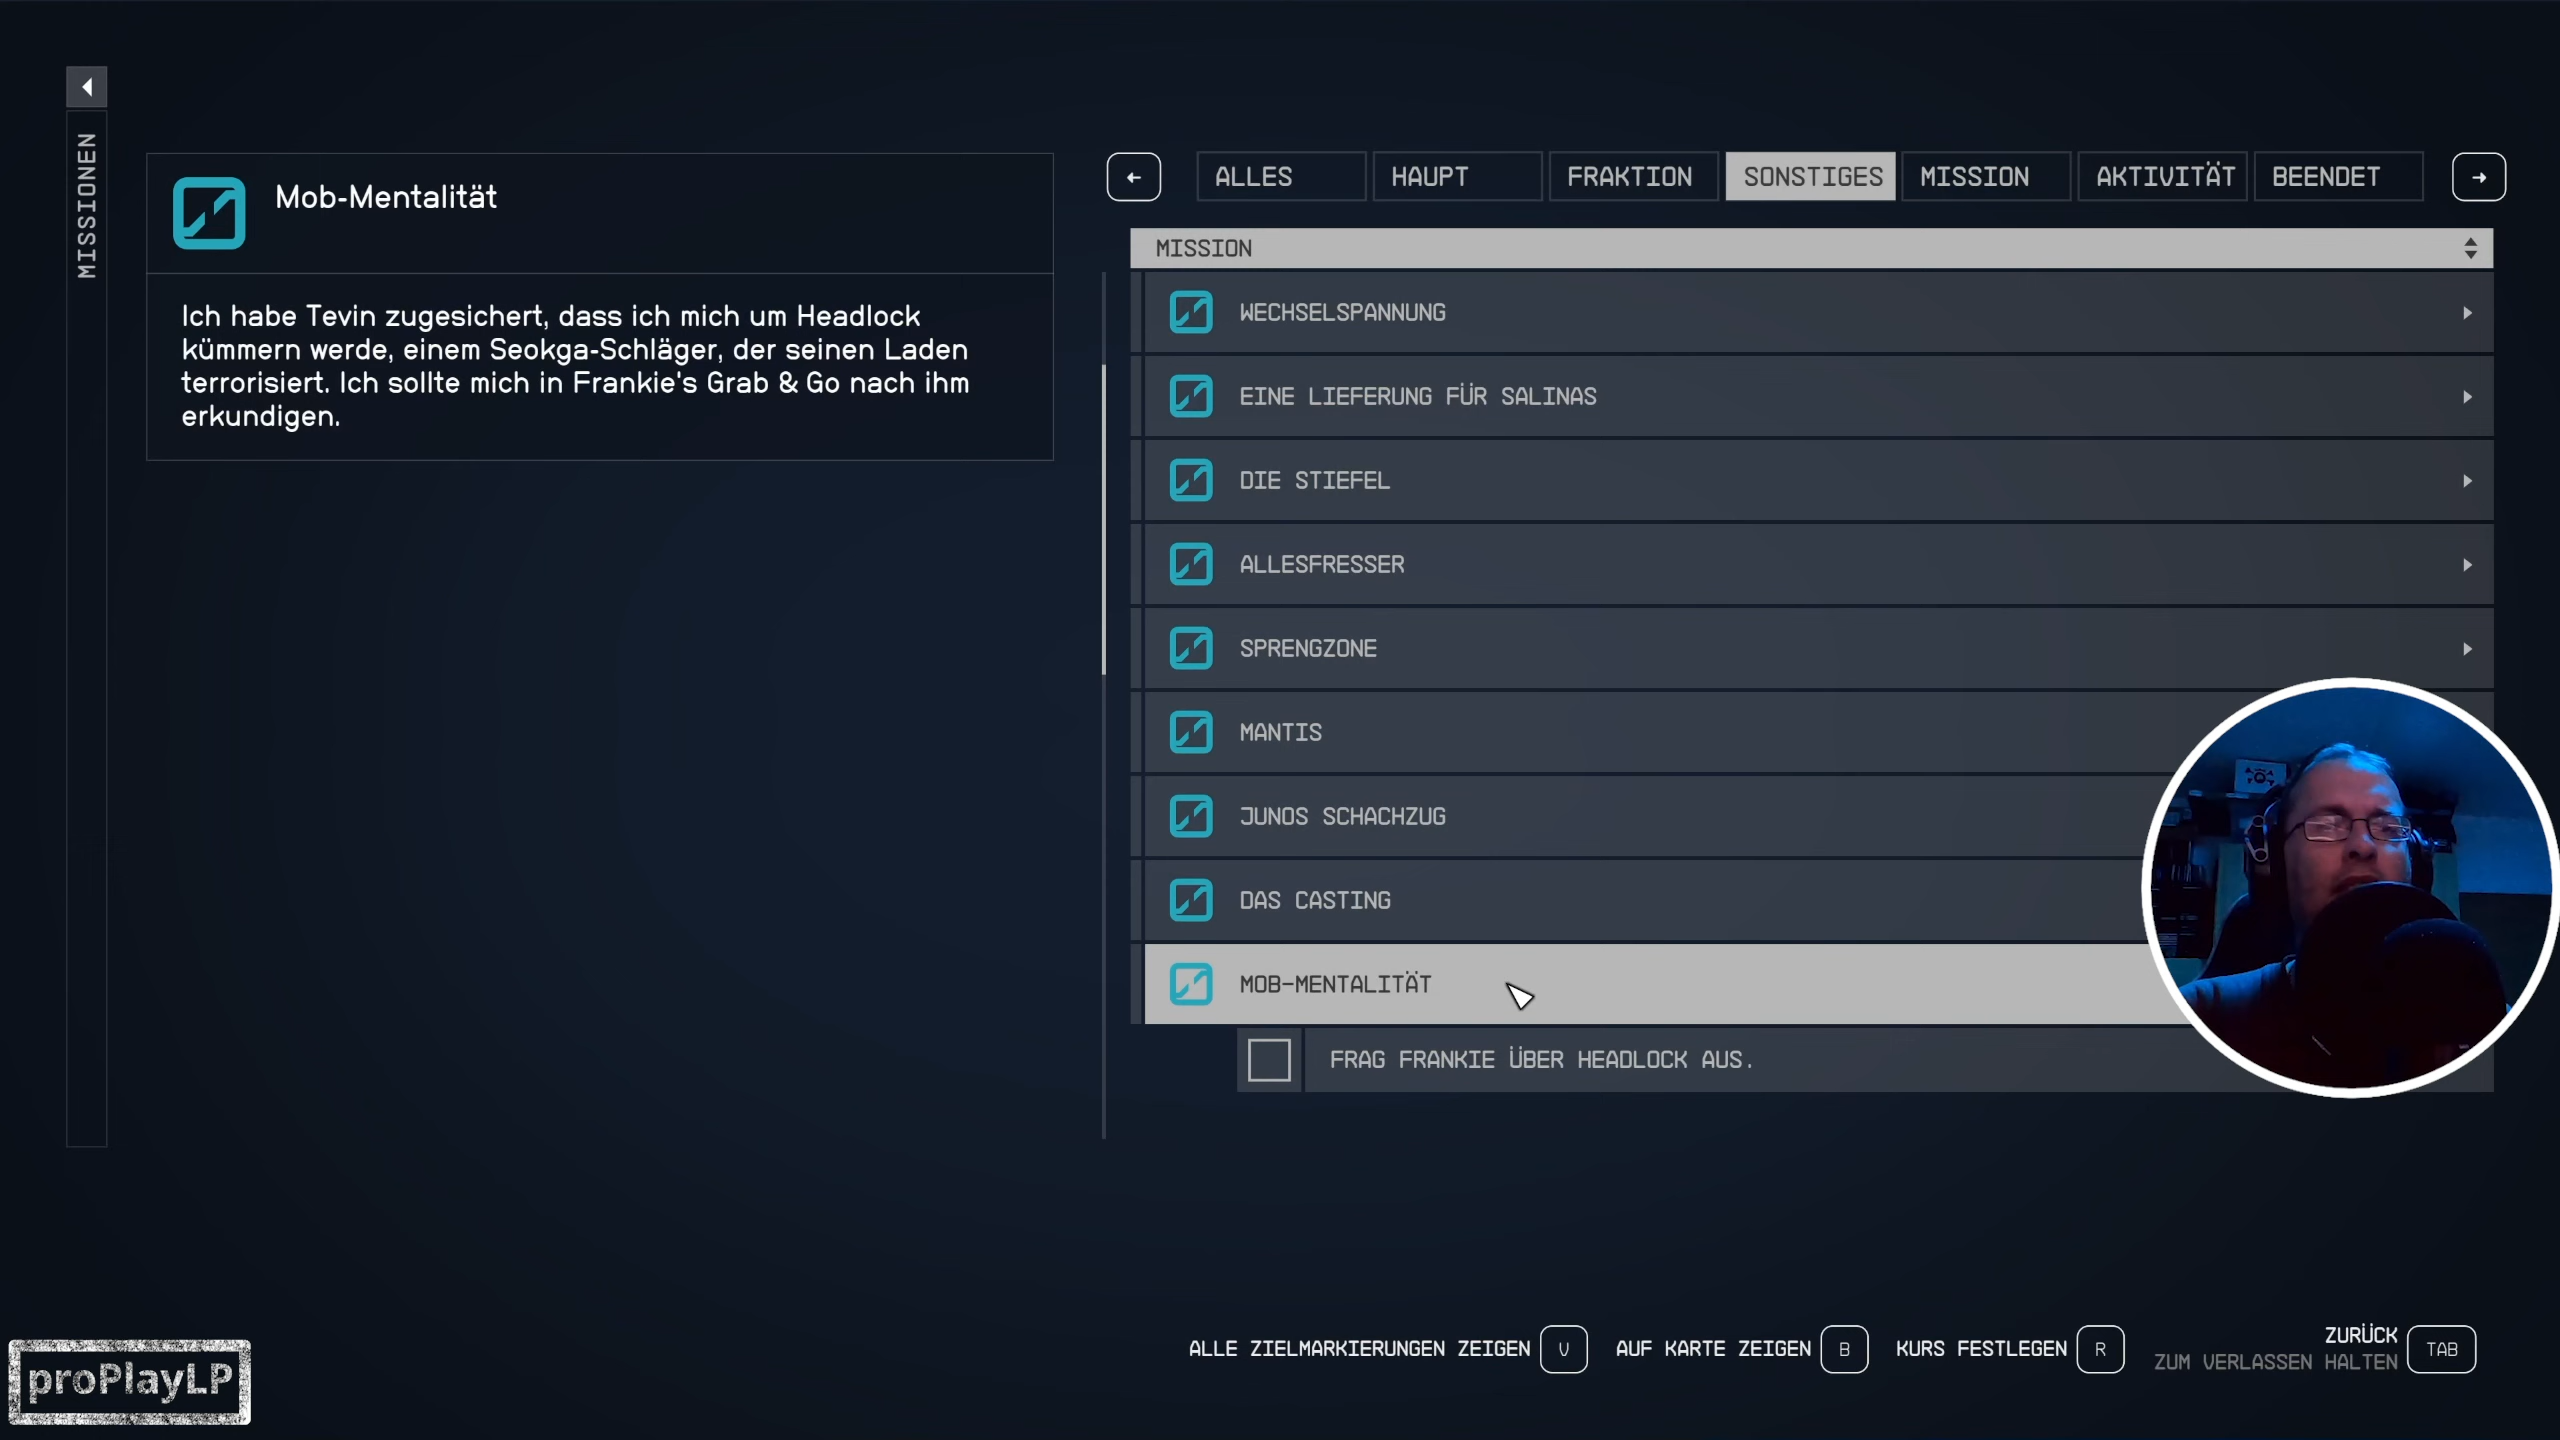 MISSIONEN
Mob-Mentalität
Ich habe Tevin zugesichert, dass ich mich um Headlock
kümmern werde, einem Seokga-Schläger, der seinen Laden
terrorisiert. Ich sollte mich in Frankie's Grab & Go nach ihm
erkundigen.
ALLES HAUPT FRAKTION SONSTIGES MISSION AKTIVITÄT BEENDET
MISSION
WECHSELSPANNUNG
EINE LIEFERUNG FÜR SALINAS
DIE STIEFEL
ALLESFRESSER
SPRENGZONE
MANTIS
JUNOS SCHACHZUG
DAS CASTING
MOB-MENTALITÄT
FRAG FRANKIE ÜBER HEADLOCK AUS.
ALLE ZIELMARKIERUNGEN ZEIGEN V AUF KARTE ZEIGEN B KURS FESTLEGEN R ZURÜCK TAB
ZUM VERLASSEN HALTEN
proPlayLP